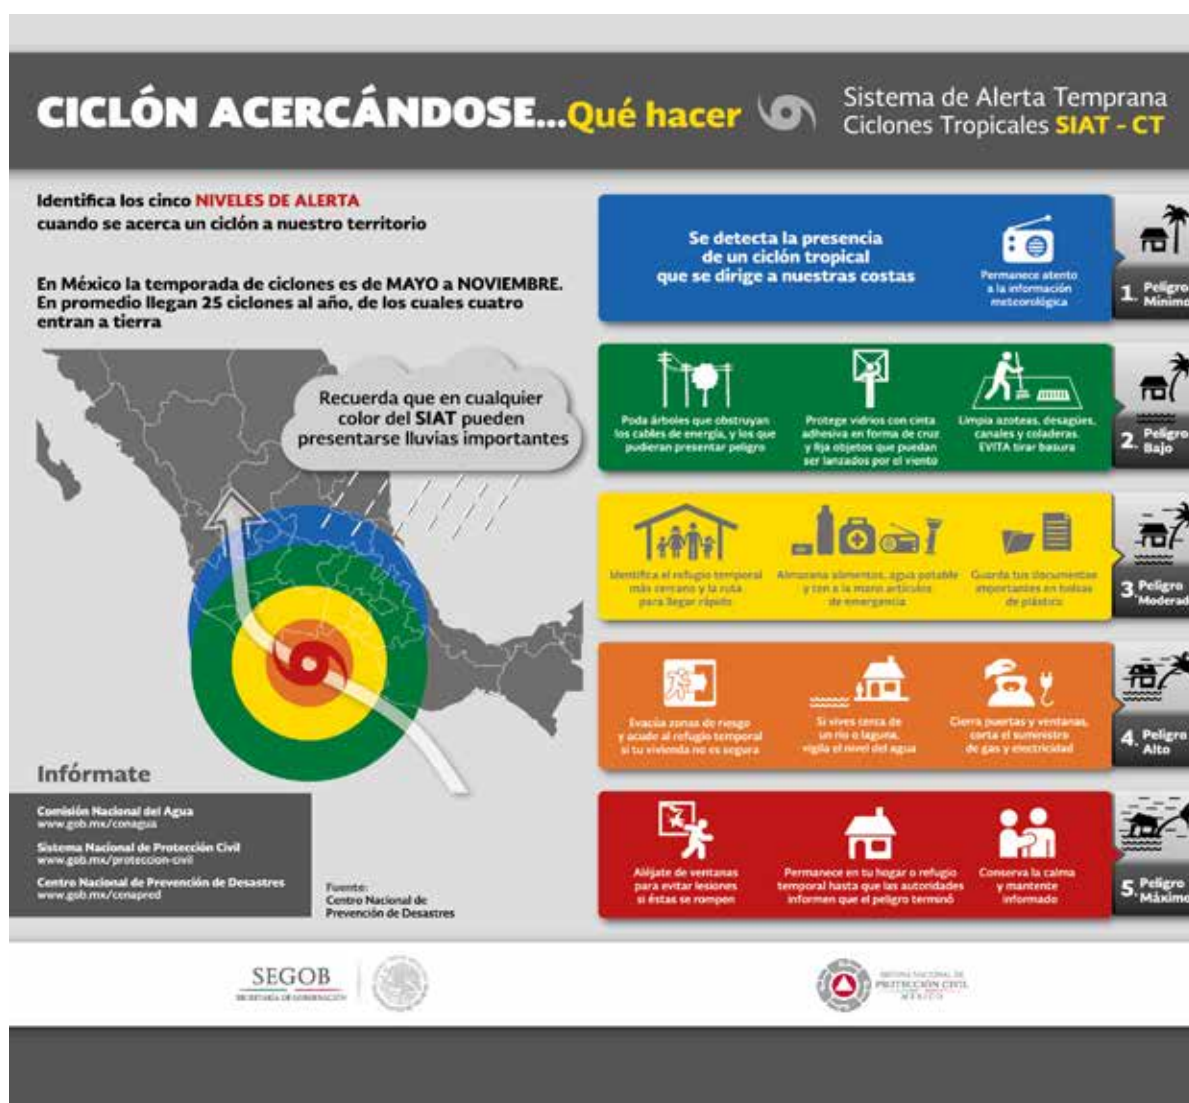 CICLÓN ACERCÁNDOSE...Qué hacer
Sistema de Alerta Temprana
Ciclones Tropicales SIAT - CT
Identifica los cinco NIVELES DE ALERTA
cuando se acerca un ciclón a nuestro territorio
En México la temporada de ciclones es de MAYO a NOVIEMBRE.
En promedio llegan 25 ciclones al año, de los cuales cuatro
entran a tierra
Recuerda que en cualquier
color del SIAT pueden
presentarse lluvias importantes
Infórmate
Comisión Nacional del Agua
www.gob.mx/conagua
Sistema Nacional de Protección Civil
www.gob.mx/proteccion-civil
Centro Nacional de Prevención de Desastres
www.gob.mx/cenapred
Fuente:
Centro Nacional de
Prevención de Desastres
Se detecta la presencia
de un ciclón tropical
que se dirige a nuestras costas
Permanece atento
a la información
meteorológica
1. Peligro
Mínimo
Poda árboles que obstruyan
los cables de energía, y los que
pudieran presentar peligro
Protege vidrios con cinta
adhesiva en forma de cruz
y fija objetos que puedan
ser lanzados por el viento
Limpia azoteas, desagües,
canales y coladeras.
EVITA tirar basura
2. Peligro
Bajo
Identifica el refugio temporal
más cercano y la ruta
para llegar rápido
Almacena alimentos, agua potable
y ten a la mano artículos
de emergencia
Guarda tus documentos
importantes en bolsas
de plástico
3. Peligro
Moderad
Evacúa zonas de riesgo
y acude al refugio temporal
si tu vivienda no es segura
Si vives cerca de
un río o laguna,
vigila el nivel del agua
Cierra puertas y ventanas,
corta el suministro
de gas y electricidad
4. Peligro
Alto
Aléjate de ventanas
para evitar lesiones
si éstas se rompen
Permanece en tu hogar o refugio
temporal hasta que las autoridades
informen que el peligro terminó
Conserva la calma
y mantente
informado
5. Peligro
Máximo
SEGOB
SECRETARÍA DE GOBERNACIÓN
SISTEMA NACIONAL DE
PROTECCIÓN CIVIL
MÉXICO